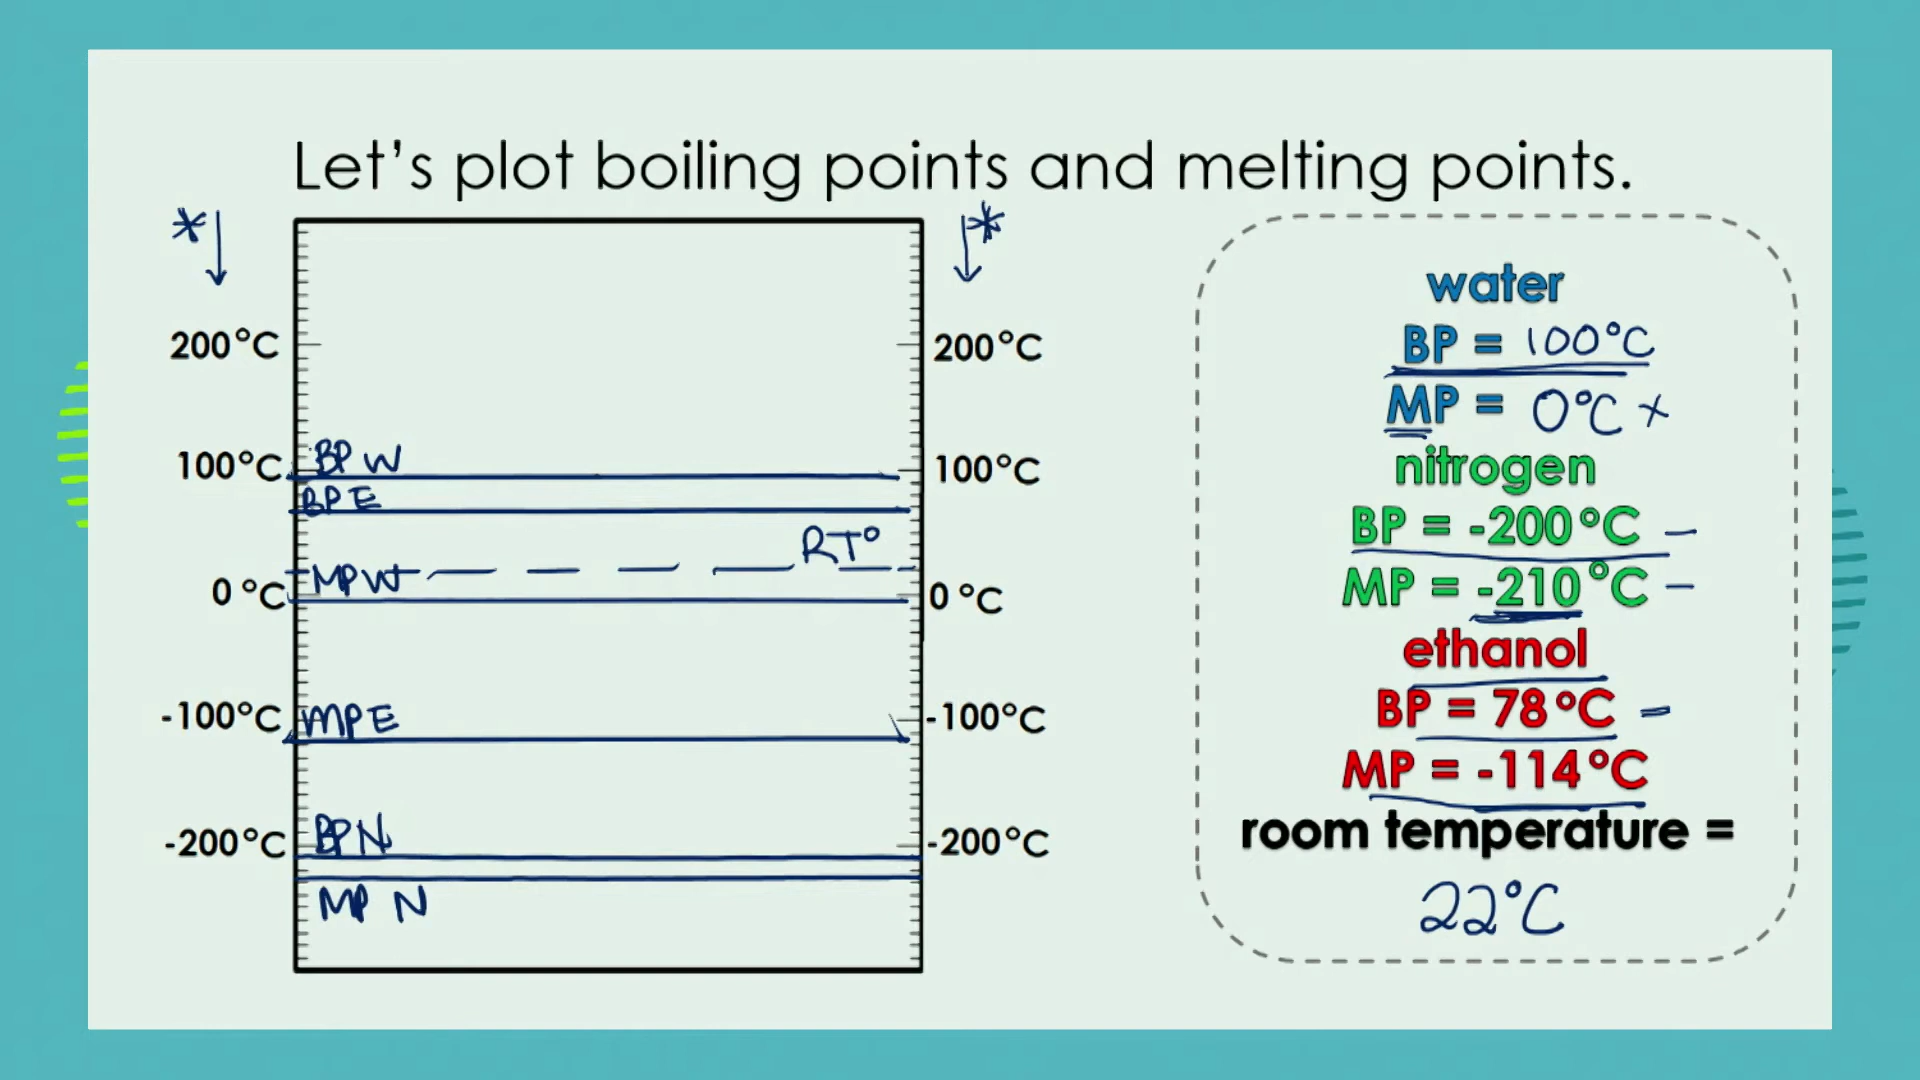 Let's plot boiling points and melting points.
* *
200°C 200°C
BP W
100°C 100°C
BP E
RT°
MPW
0°C 0°C
MPE
-100°C -100°C
BPN
-200°C -200°C
MP N
water
BP = 100°C
MP = 0°C +
nitrogen
BP = -200°C -
MP = -210°C -
ethanol
BP = 78°C -
MP = -114°C
room temperature =
22°C